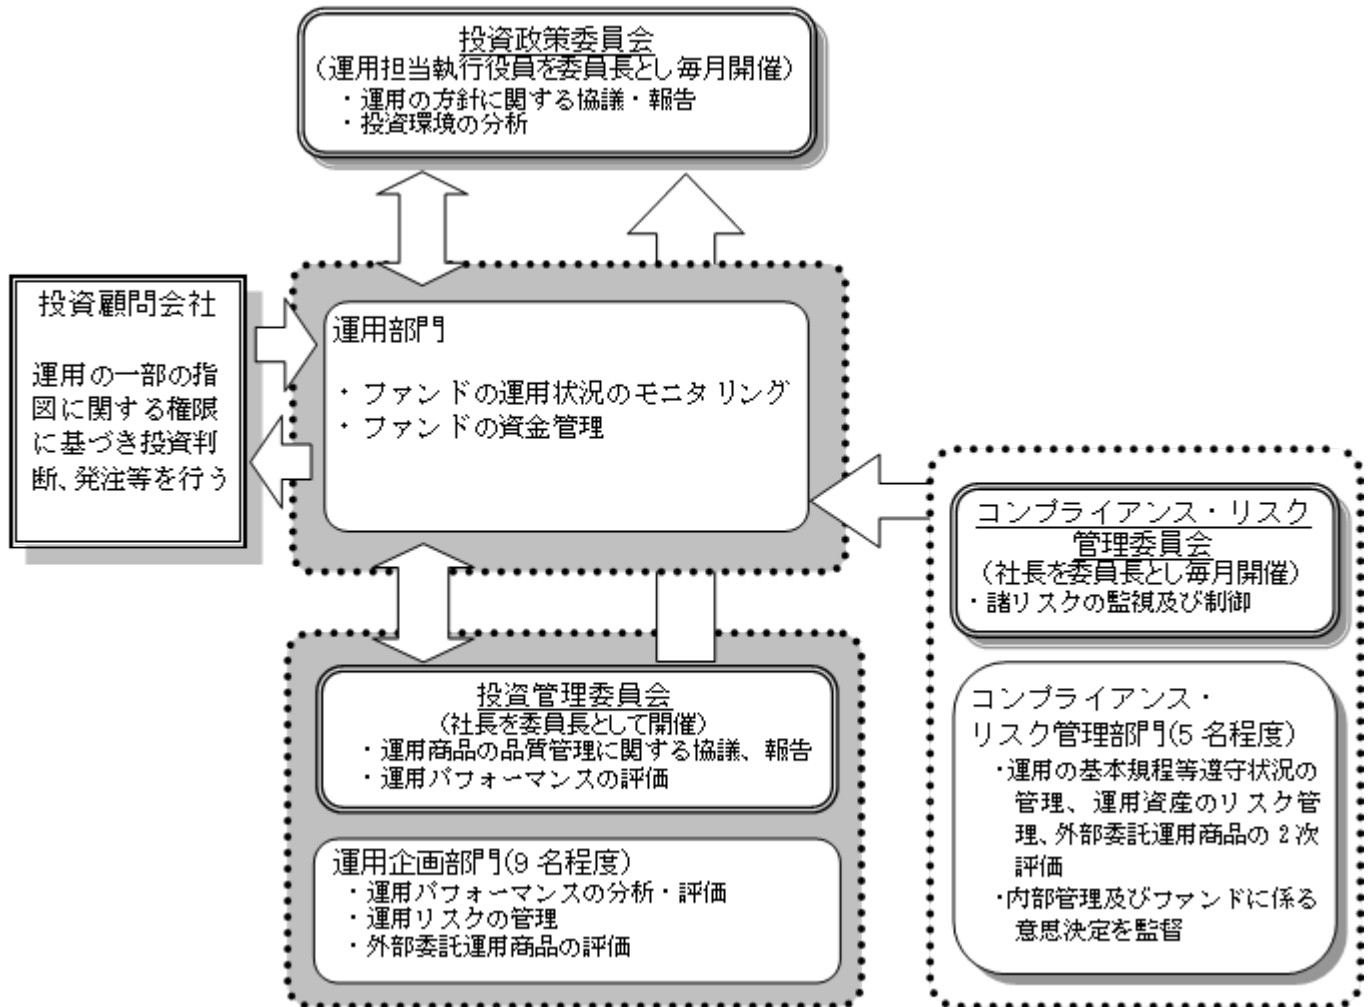 投資政策委員会
(運用担当執行役員を委員長とし毎月開催)
・運用の方針に関する協議・報告
・投資環境の分析
投資顧問会社
運用の一部の指
図に関する権限
に基づき投資判
断、発注等を行う
運用部門
・ファンドの運用状況のモニタリング
・ファンドの資金管理
コンプライアンス・リスク
管理委員会
(社長を委員長とし毎月開催)
・諸リスクの監視及び制御
投資管理委員会
(社長を委員長として開催)
・運用商品の品質管理に関する協議、報告
・運用パフォーマンスの評価
運用企画部門(9名程度)
・運用パフォーマンスの分析・評価
・運用リスクの管理
・外部委託運用商品の評価
コンプライアンス・
リスク管理部門(5名程度)
・運用の基本規程等遵守状況の
管理、運用資産のリスク管
理、外部委託運用商品の2次
評価
・内部管理及びファンドに係る
意思決定を監督